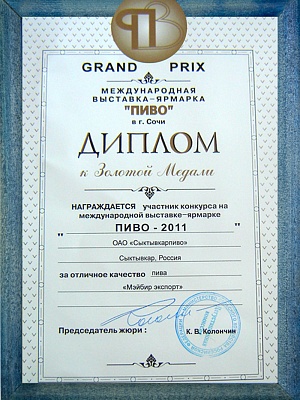 ПВ
GRAND PRIX
МЕЖДУНАРОДНАЯ
ВЫСТАВКА-ЯРМАРКА
"ПИВО"
в г. Сочи
ДИПЛОМ
к Золотой Медали
НАГРАЖДАЕТСЯ участник конкурса на
международной выставке-ярмарке
" ПИВО - 2011 "
ОАО «Сыктывкарпиво»
Сыктывкар, Россия
за отличное качество пива
«Мэйбир экспорт»
Председатель жюри: К. В. Колончин